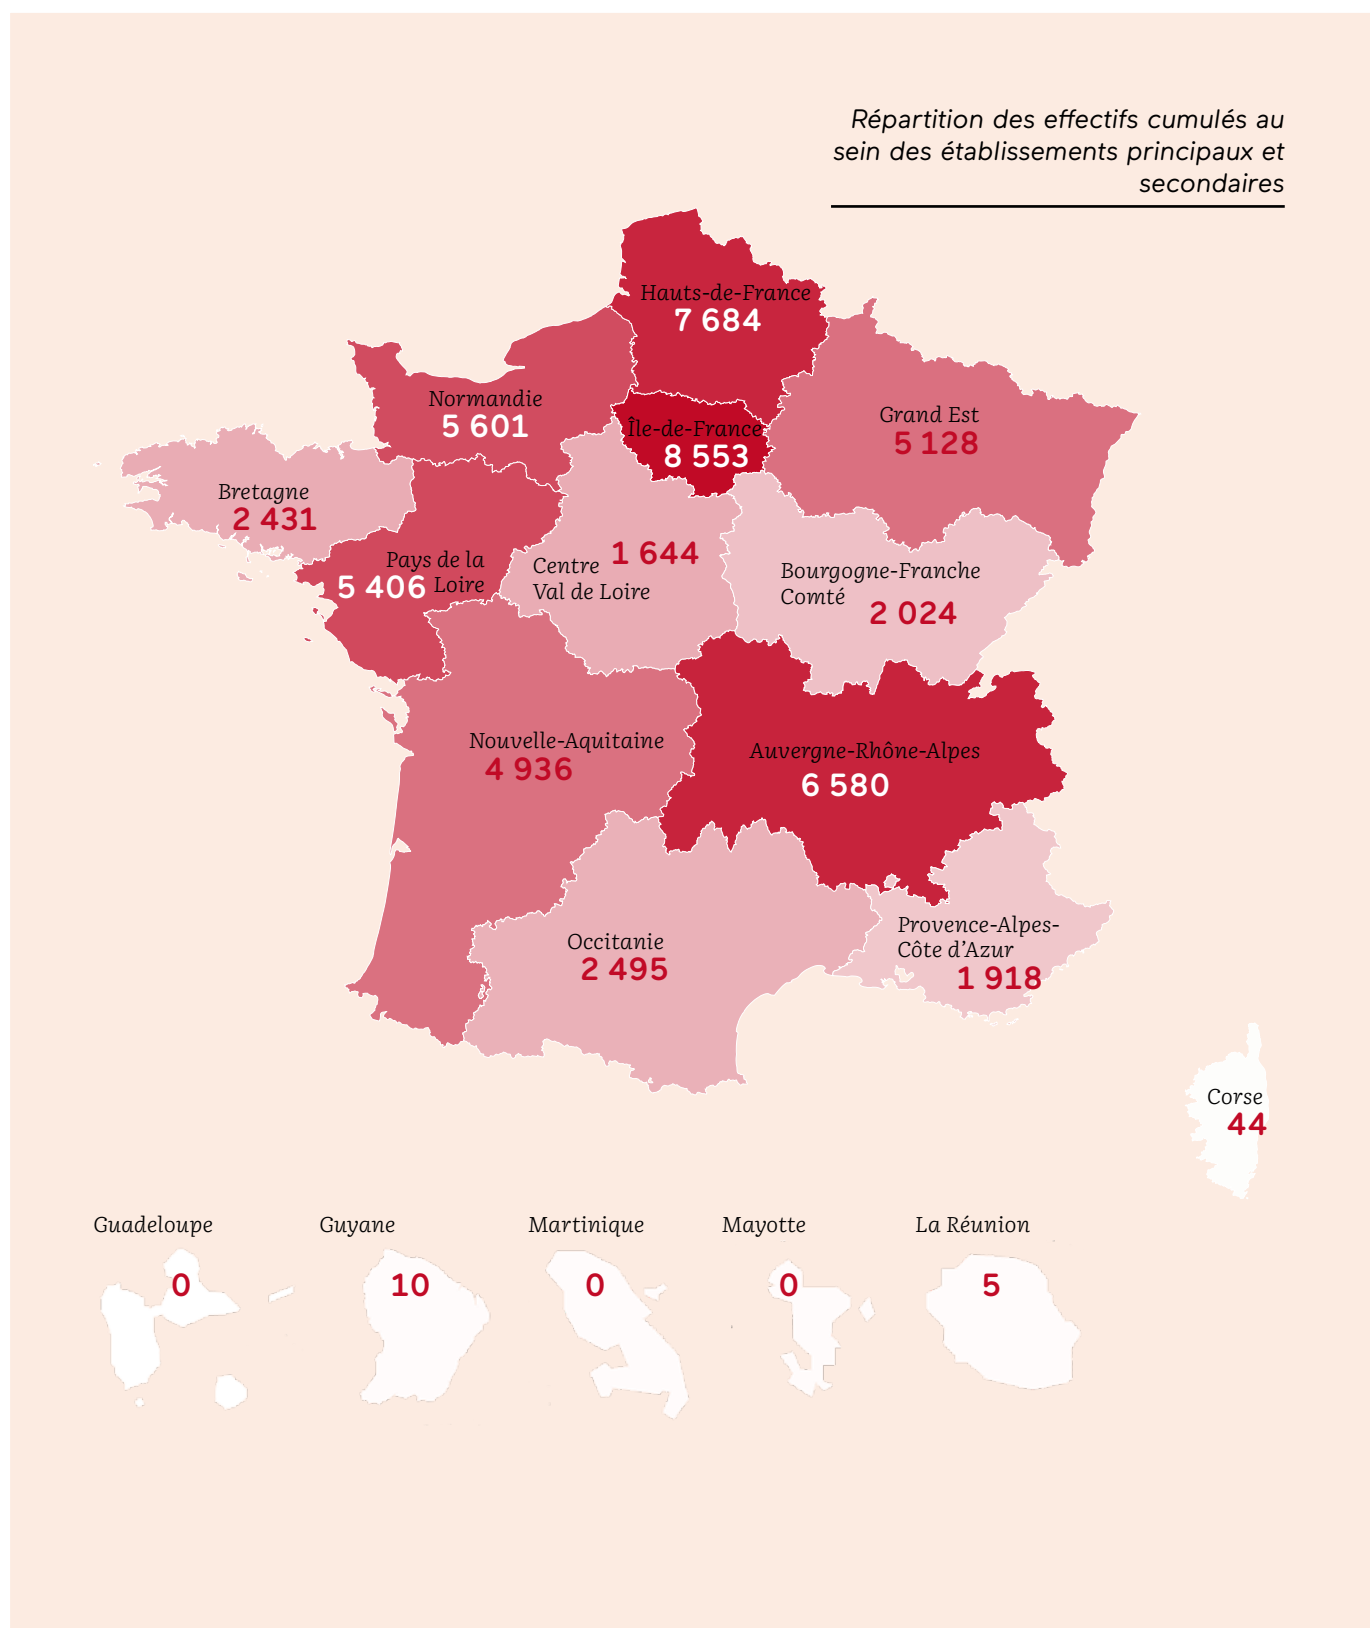 Répartition des effectifs cumulés au
sein des établissements principaux et
secondaires
Hauts-de-France
7 684
Normandie
5 601
Île-de-France
8 553
Grand Est
5 128
Bretagne
2 431
Pays de la
5 406 Loire
Centre 1 644
Val de Loire
Bourgogne-Franche
Comté
2 024
Nouvelle-Aquitaine
4 936
Auvergne-Rhône-Alpes
6 580
Occitanie
2 495
Provence-Alpes-
Côte d'Azur
1 918
Corse
44
Guadeloupe
0
Guyane
10
Martinique
0
Mayotte
0
La Réunion
5